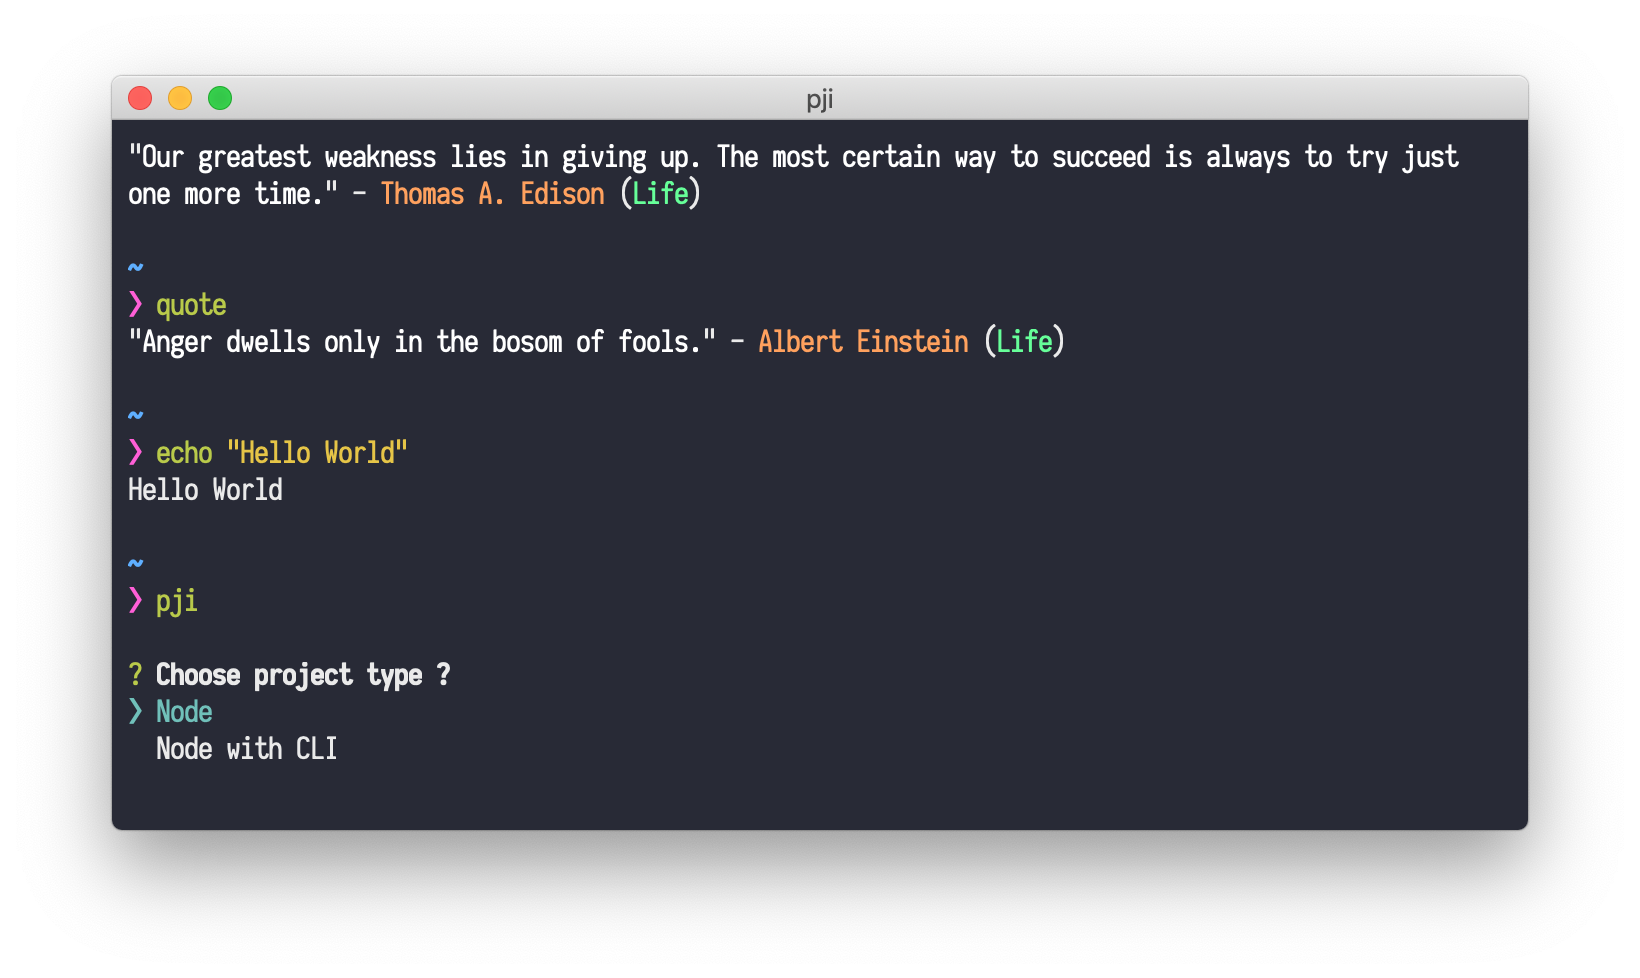 pji
"Our greatest weakness lies in giving up. The most certain way to succeed is always to try just
one more time." – Thomas A. Edison (Life)
~
❯ quote
"Anger dwells only in the bosom of fools." – Albert Einstein (Life)
~
❯ echo "Hello World"
Hello World
~
❯ pji
? Choose project type ?
❯ Node
Node with CLI